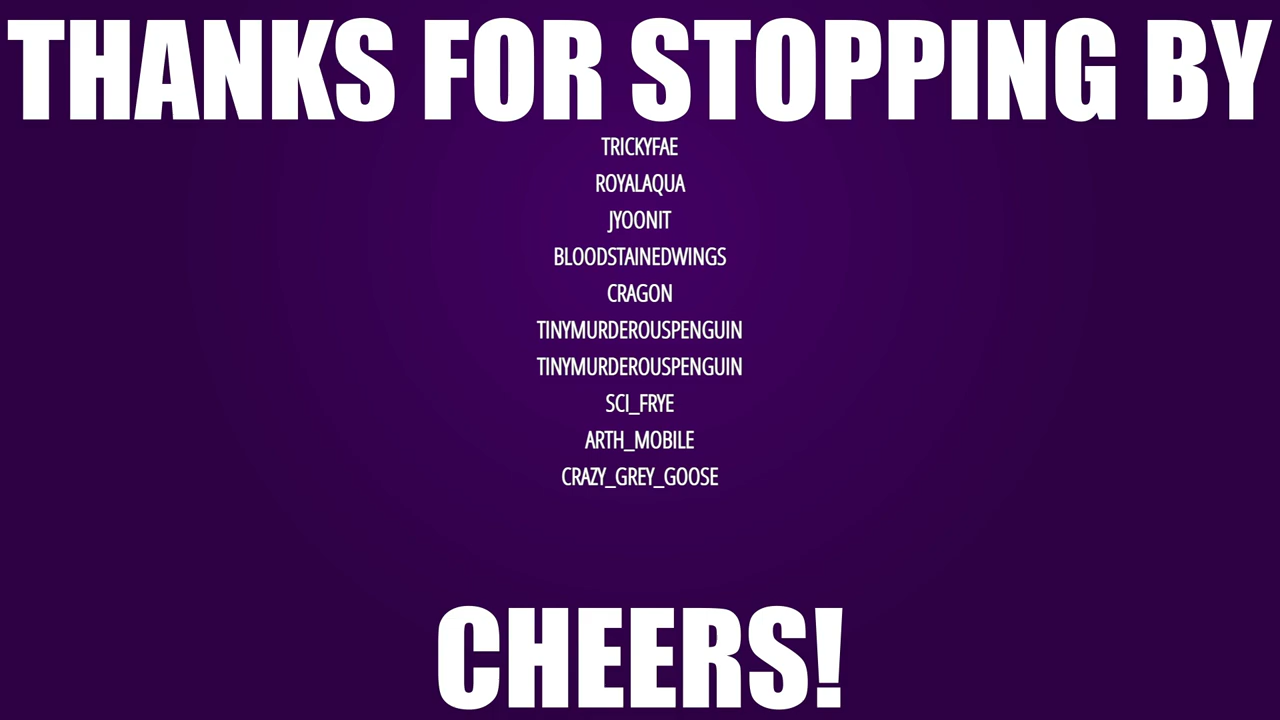 THANKS FOR STOPPING BY
TRICKYFAE
ROYALAQUA
JYOONIT
BLOODSTAINEDWINGS
CRAGON
TINYMURDEROUSPENGUIN
TINYMURDEROUSPENGUIN
SCI_FRYE
ARTH_MOBILE
CRAZY_GREY_GOOSE
CHEERS!